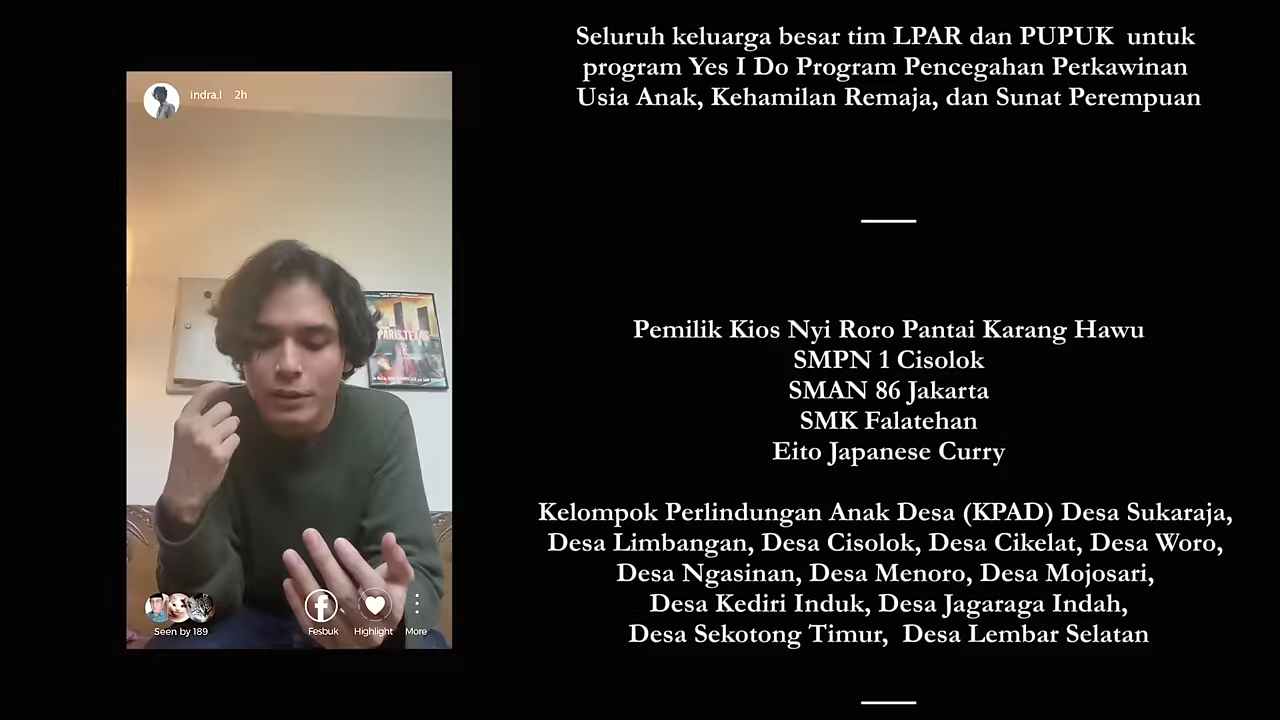 indra.l 2h
PARIS, TEXAS
Seen by 189
Fesbuk
Highlight
More
Seluruh keluarga besar tim LPAR dan PUPUK untuk
program Yes I Do Program Pencegahan Perkawinan
Usia Anak, Kehamilan Remaja, dan Sunat Perempuan
Pemilik Kios Nyi Roro Pantai Karang Hawu
SMPN 1 Cisolok
SMAN 86 Jakarta
SMK Falatehan
Eito Japanese Curry
Kelompok Perlindungan Anak Desa (KPAD) Desa Sukaraja,
Desa Limbangan, Desa Cisolok, Desa Cikelat, Desa Woro,
Desa Ngasinan, Desa Menoro, Desa Mojosari,
Desa Kediri Induk, Desa Jagaraga Indah,
Desa Sekotong Timur, Desa Lembar Selatan